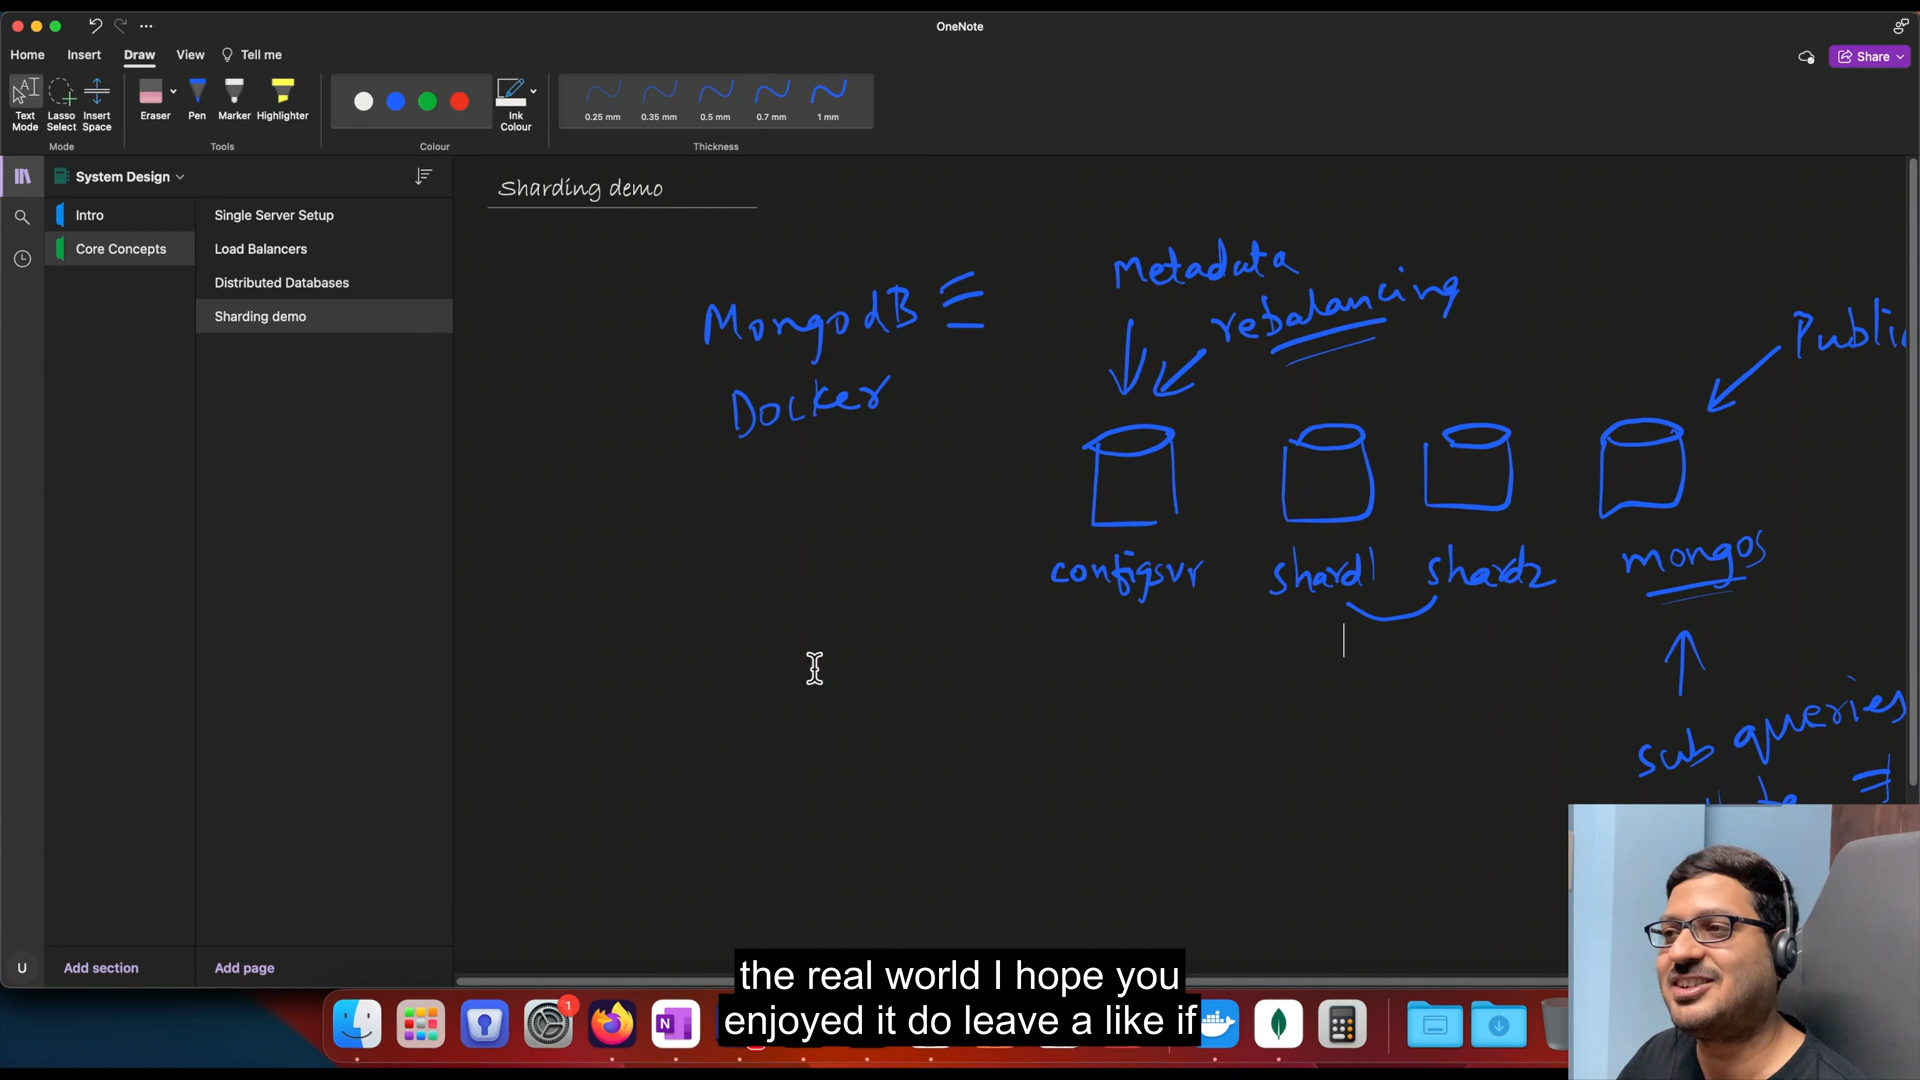 OneNote
Home Insert Draw View Tell me
Share
Text Mode
Lasso Select
Insert Space
Eraser
Pen
Marker
Highlighter
Ink Colour
0.25 mm 0.35 mm 0.5 mm 0.7 mm 1 mm
Mode Tools Colour Thickness
System Design
Intro
Core Concepts
Single Server Setup
Load Balancers
Distributed Databases
Sharding demo
Sharding demo
Metadata
rebalancing
MongodB
Docker
configsvr shard1 shard2 mongos
sub queries
U
Add section
Add page
1
N
the real world I hope you
enjoyed it do leave a like if